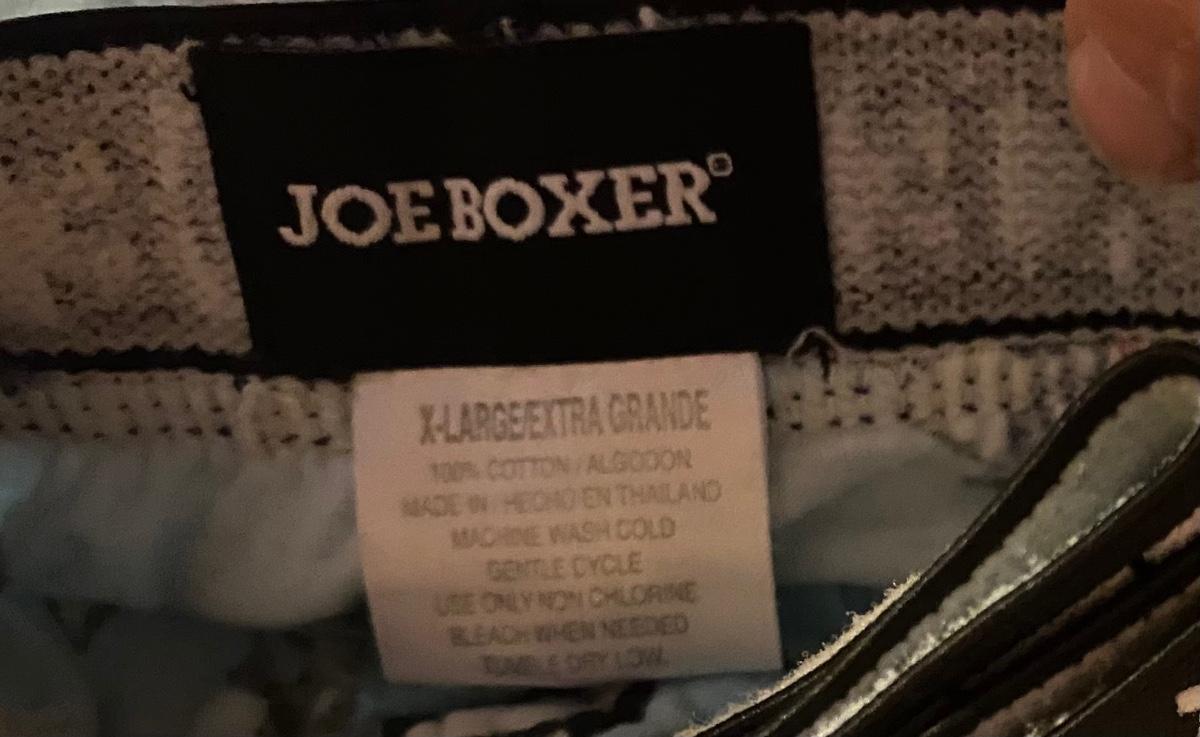 JOE BOXER®
X-LARGE/EXTRA GRANDE
100% COTTON / ALGODON
MADE IN / HECHO EN THAILAND
MACHINE WASH COLD
GENTLE CYCLE
USE ONLY NON CHLORINE
BLEACH WHEN NEEDED
TUMBLE DRY LOW.